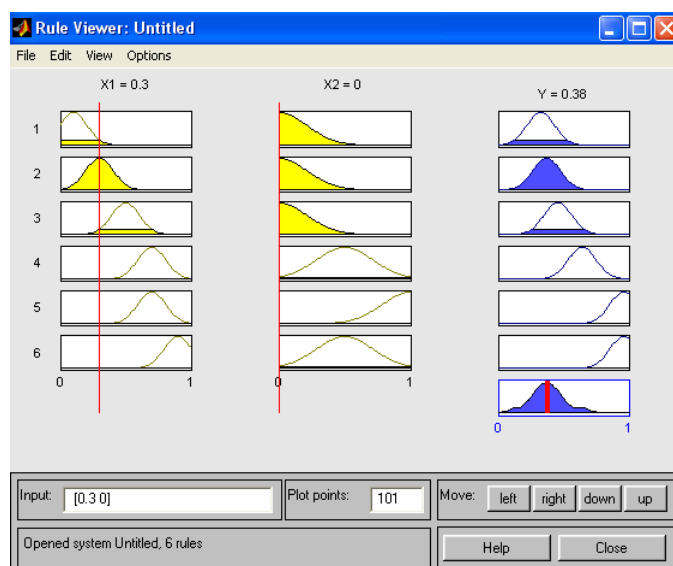 Rule Viewer: Untitled
File Edit View Options
X1 = 0.3 X2 = 0 Y = 0.38
1
2
3
4
5
6
0 1 0 1
0 1
Input: [0.3 0] Plot points: 101 Move: left right down up
Opened system Untitled, 6 rules Help Close